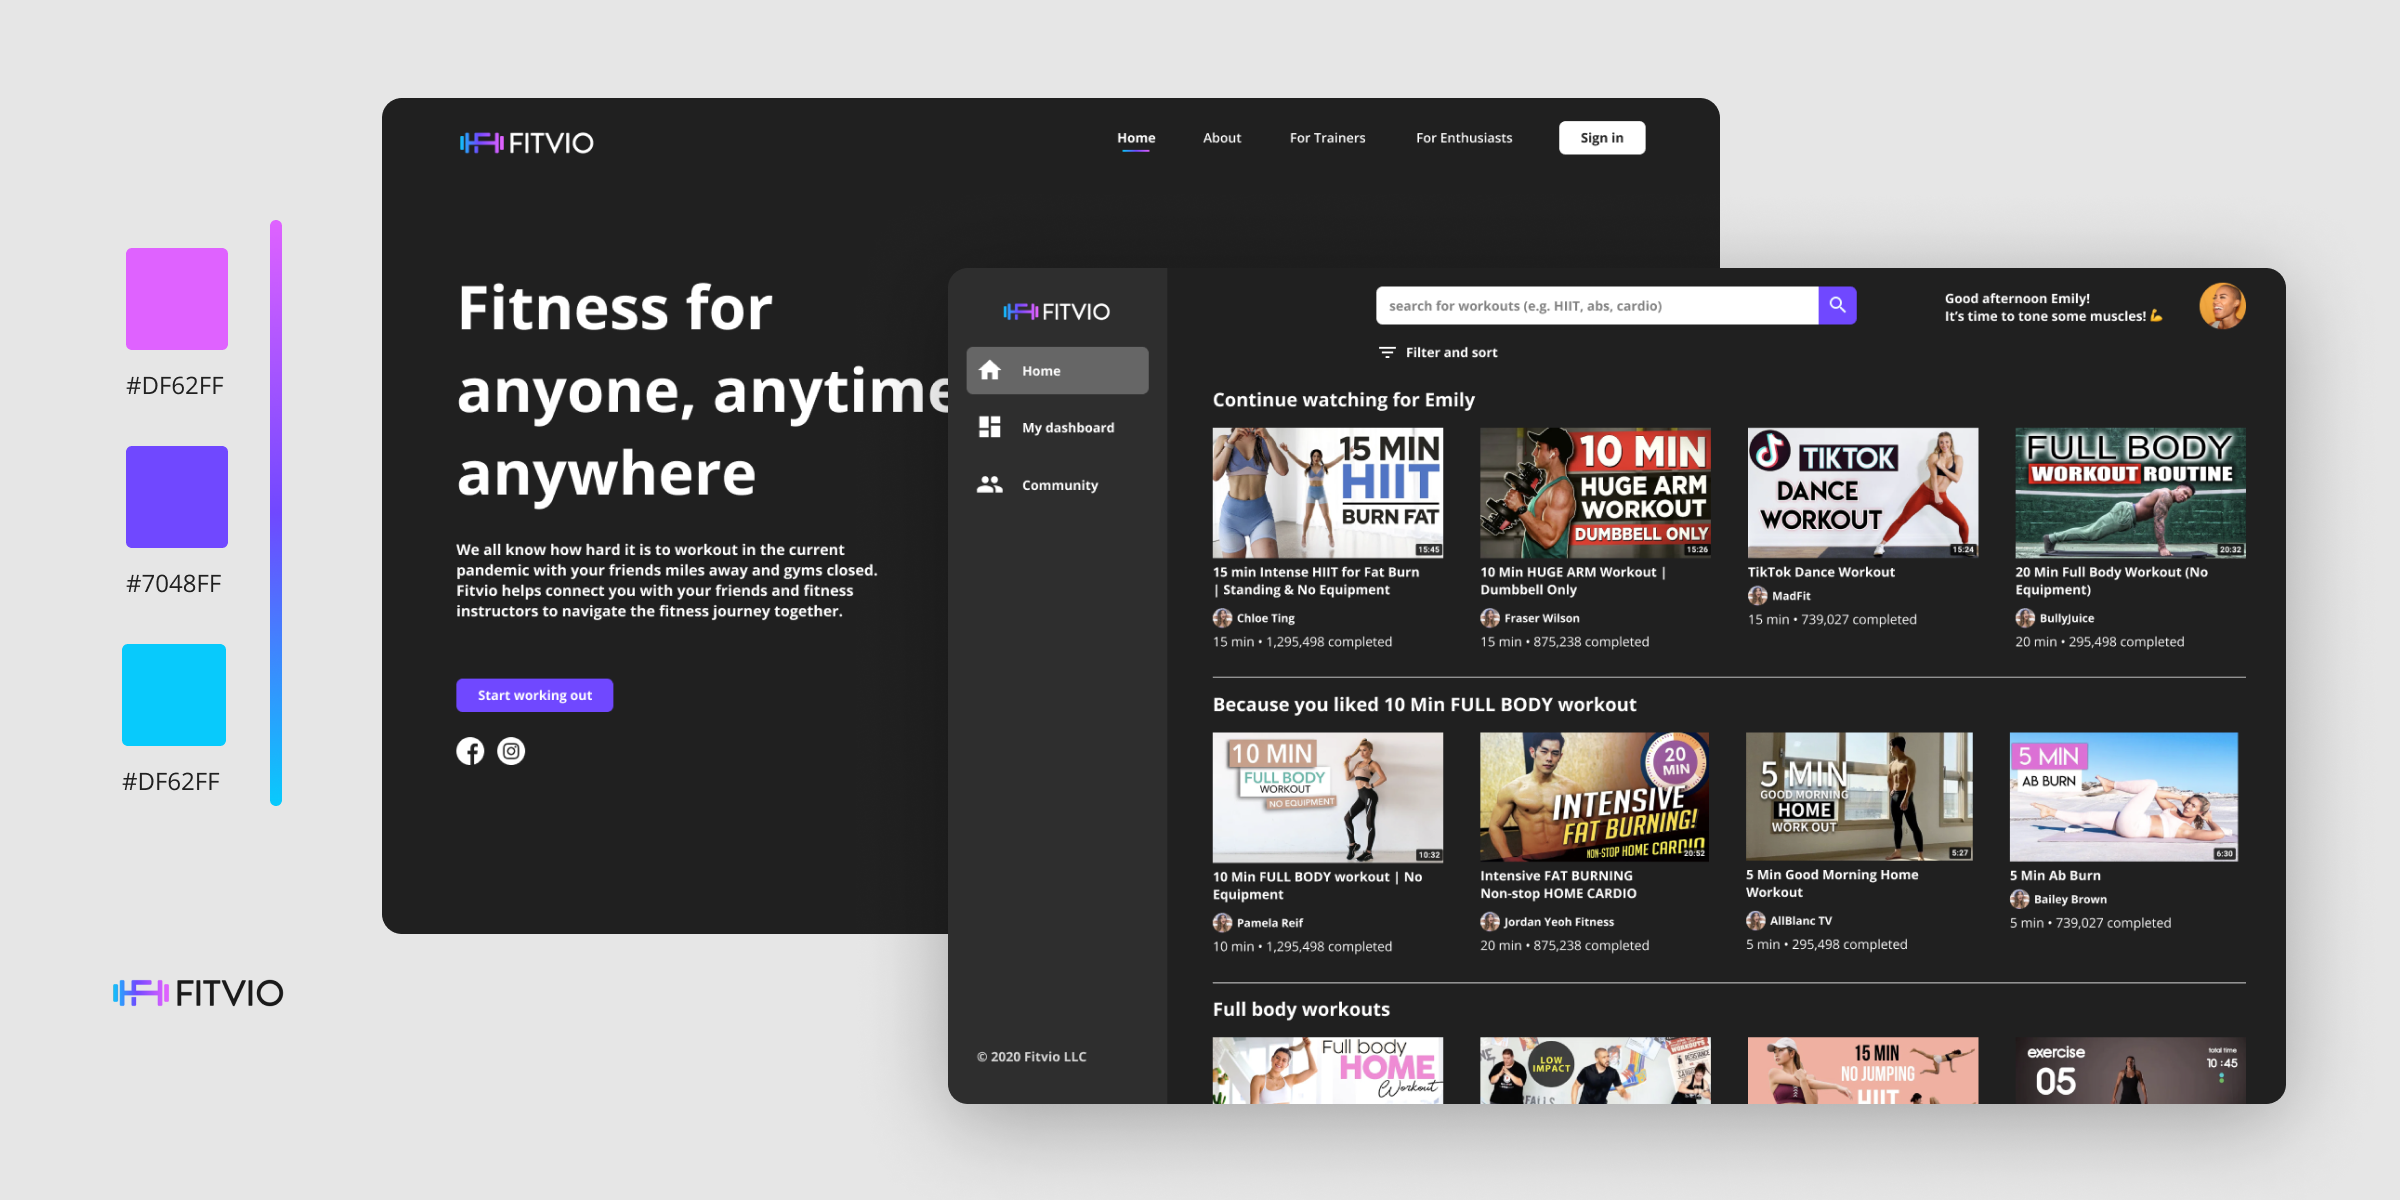 #DF62FF
#7048FF
#DF62FF
FITVIO
FITVIO
Home
About
For Trainers
For Enthusiasts
Sign in
Fitness for
anyone, anytime
anywhere
We all know how hard it is to workout in the current
pandemic with your friends miles away and gyms closed.
Fitvio helps connect you with your friends and fitness
instructors to navigate the fitness journey together.
Start working out
FITVIO
Home
My dashboard
Community
© 2020 Fitvio LLC
search for workouts (e.g. HIIT, abs, cardio)
Good afternoon Emily!
It's time to tone some muscles! 💪
Filter and sort
Continue watching for Emily
15 MIN
HIIT
BURN FAT
15:45
15 min Intense HIIT for Fat Burn
| Standing & No Equipment
Chloe Ting
15 min • 1,295,498 completed
10 MIN
HUGE ARM
WORKOUT
DUMBBELL ONLY
15:26
10 Min HUGE ARM Workout |
Dumbbell Only
Fraser Wilson
15 min • 875,238 completed
TIKTOK
DANCE
WORKOUT
15:24
TikTok Dance Workout
MadFit
15 min • 739,027 completed
FULL BODY
WORKOUT ROUTINE
20:32
20 Min Full Body Workout (No
Equipment)
BullyJuice
20 min • 295,498 completed
Because you liked 10 Min FULL BODY workout
10 MIN
FULL BODY
WORKOUT
NO EQUIPMENT
10:32
10 Min FULL BODY workout | No
Equipment
Pamela Reif
10 min • 1,295,498 completed
20
MIN
INTENSIVE
FAT BURNING!
NON-STOP HOME CARDIO
20:52
Intensive FAT BURNING
Non-stop HOME CARDIO
Jordan Yeoh Fitness
20 min • 875,238 completed
5 MIN
GOOD MORNING
HOME
WORK OUT
5:27
5 Min Good Morning Home
Workout
AllBlanc TV
5 min • 295,498 completed
5 MIN
AB BURN
6:30
5 Min Ab Burn
Bailey Brown
5 min • 739,027 completed
Full body workouts
Full body
HOME
Workout
LOW
IMPACT
15 MIN
NO JUMPING
HIIT
exercise
05
total time
10:45